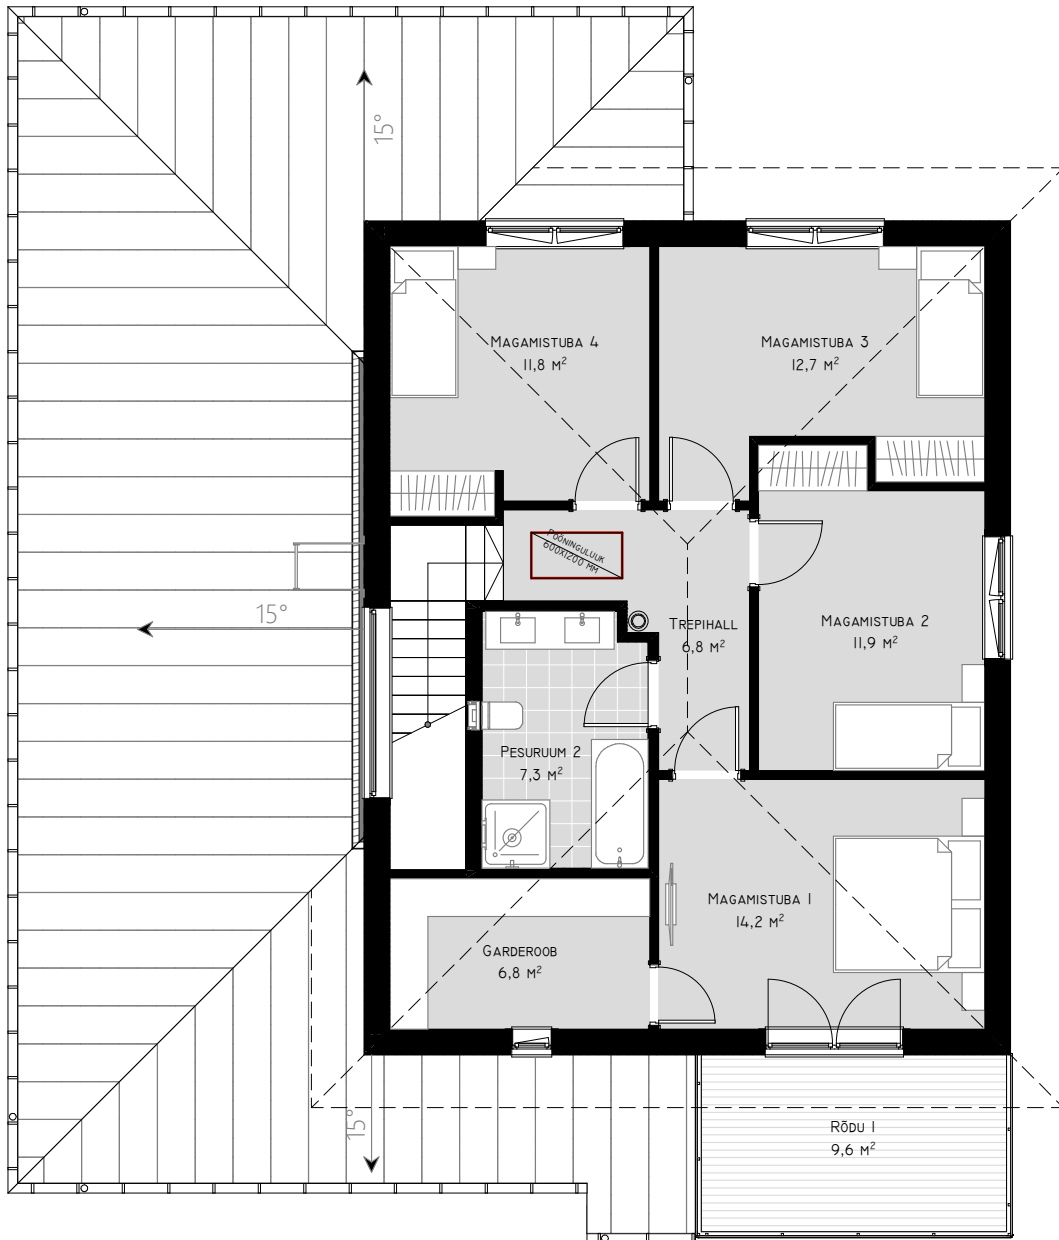 15°
Magamistuba 4
11,8 m²
Magamistuba 3
12,7 m²
Pööninguluuk
600x1200 mm
15°
Trepihall
6,8 m²
Magamistuba 2
11,9 m²
Pesuruum 2
7,3 m²
Magamistuba 1
14,2 m²
Garderoob
6,8 m²
15°
Rõdu 1
9,6 m²